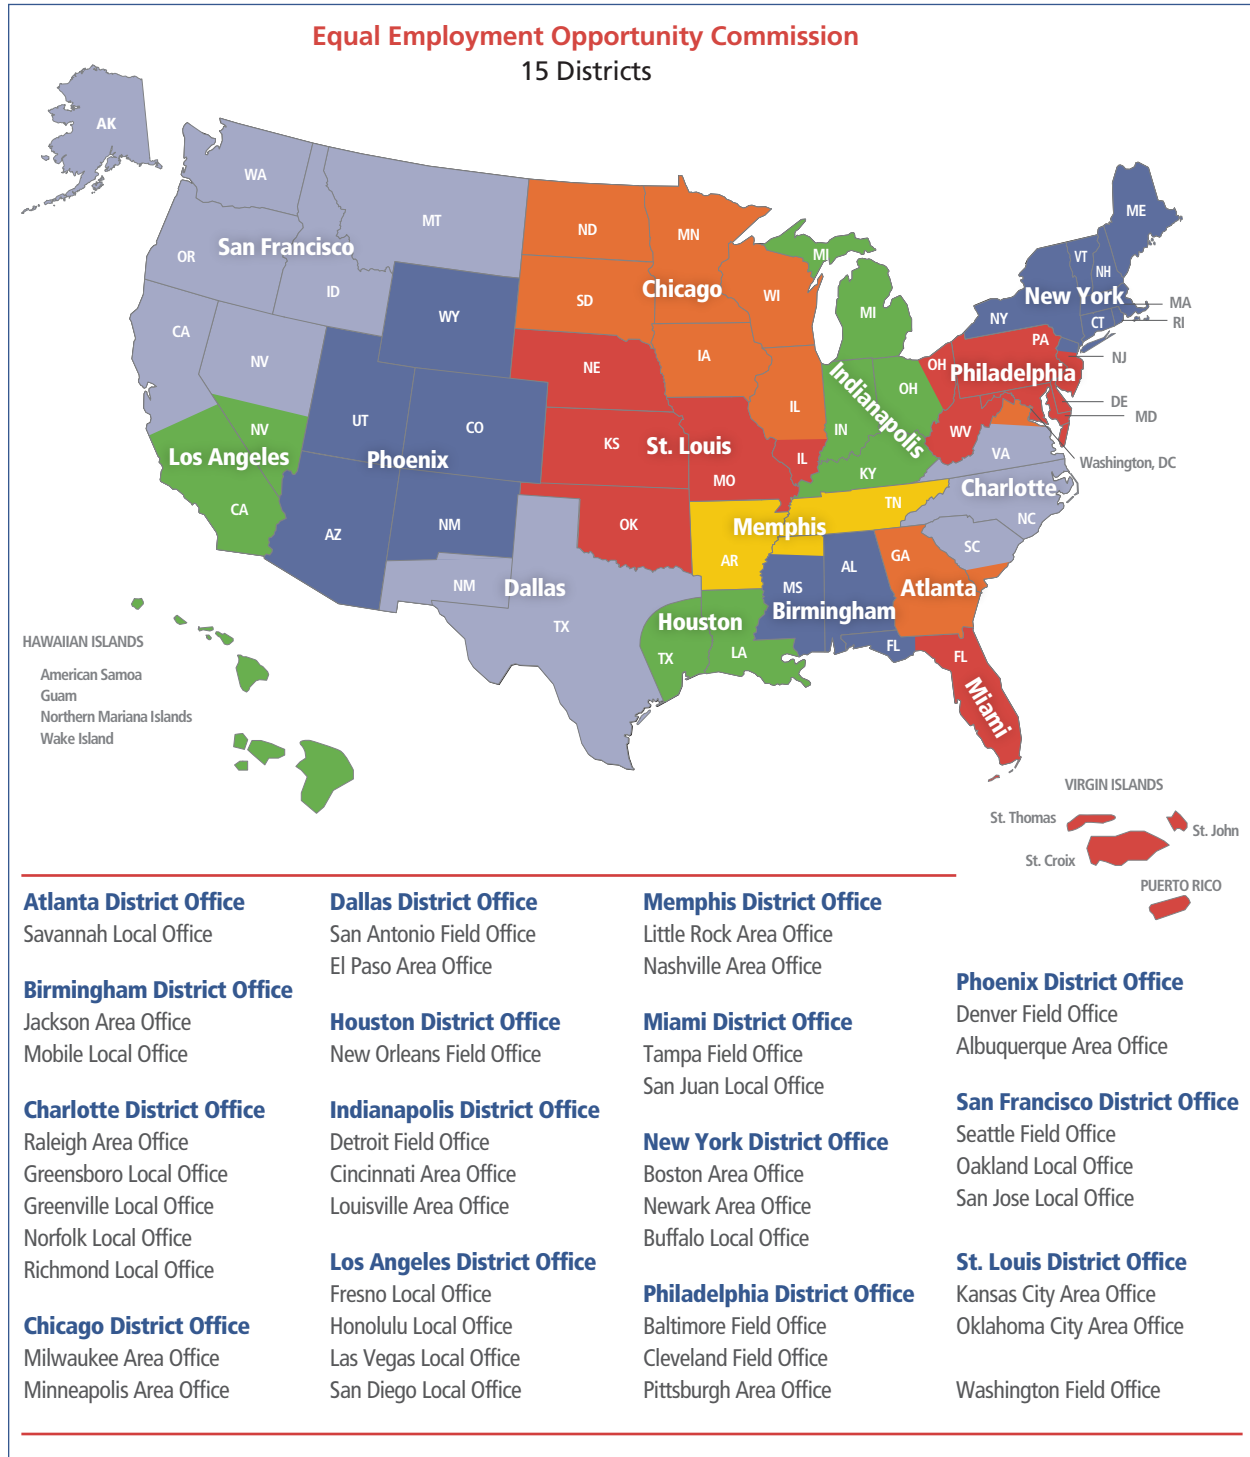 Equal Employment Opportunity Commission
15 Districts
AK
WA
MT
ND
MN
ME
OR
San Francisco
ID
MI
VT
NH
SD
Chicago
WI
New York
MA
CA
WY
MI
NY
CT
RI
NV
IA
PA
NJ
NE
OH
Philadelphia
UT
CO
IL
Indianapolis
OH
DE
MD
NV
IN
WV
Los Angeles
Phoenix
KS
St. Louis
IL
KY
VA
Washington, DC
MO
Charlotte
CA
AZ
NM
OK
Memphis
TN
NC
SC
AR
GA
AL
NM
Dallas
MS
Atlanta
TX
Houston
Birmingham
TX
LA
FL
FL
Miami
HAWAIIAN ISLANDS
American Samoa
Guam
Northern Mariana Islands
Wake Island
VIRGIN ISLANDS
St. Thomas
St. John
St. Croix
PUERTO RICO
Atlanta District Office
Savannah Local Office
Birmingham District Office
Jackson Area Office
Mobile Local Office
Charlotte District Office
Raleigh Area Office
Greensboro Local Office
Greenville Local Office
Norfolk Local Office
Richmond Local Office
Chicago District Office
Milwaukee Area Office
Minneapolis Area Office
Dallas District Office
San Antonio Field Office
El Paso Area Office
Houston District Office
New Orleans Field Office
Indianapolis District Office
Detroit Field Office
Cincinnati Area Office
Louisville Area Office
Los Angeles District Office
Fresno Local Office
Honolulu Local Office
Las Vegas Local Office
San Diego Local Office
Memphis District Office
Little Rock Area Office
Nashville Area Office
Miami District Office
Tampa Field Office
San Juan Local Office
New York District Office
Boston Area Office
Newark Area Office
Buffalo Local Office
Philadelphia District Office
Baltimore Field Office
Cleveland Field Office
Pittsburgh Area Office
Phoenix District Office
Denver Field Office
Albuquerque Area Office
San Francisco District Office
Seattle Field Office
Oakland Local Office
San Jose Local Office
St. Louis District Office
Kansas City Area Office
Oklahoma City Area Office
Washington Field Office